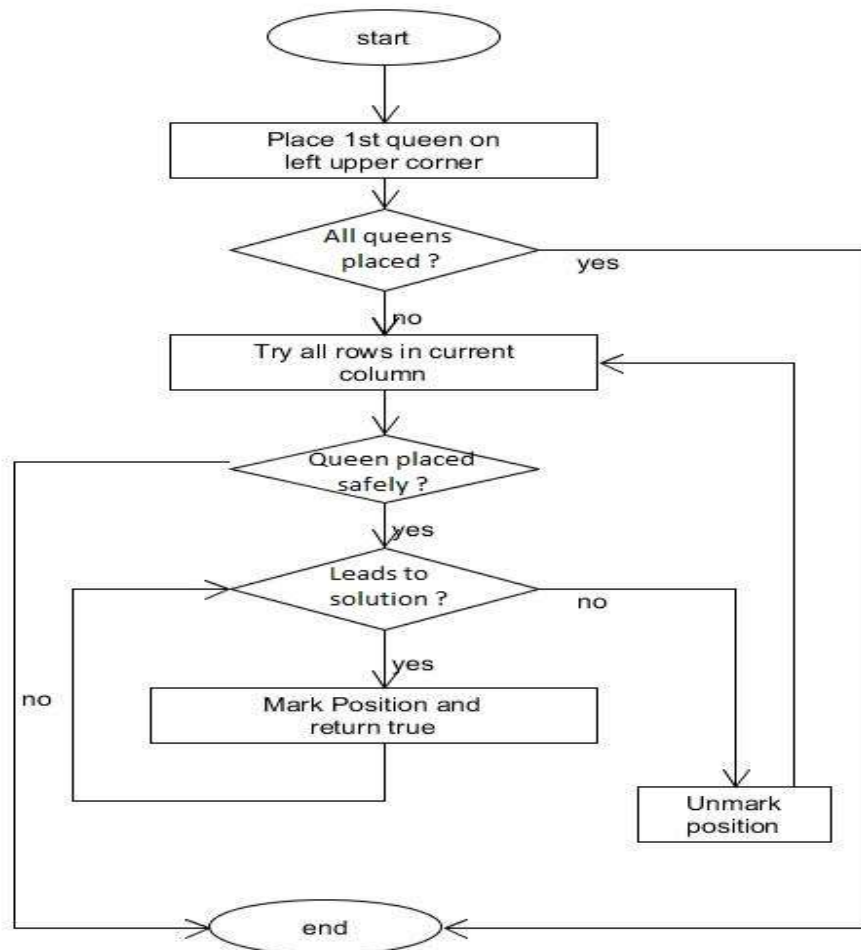 start
Place 1st queen on
left upper corner
All queens
placed ?
yes
no
Try all rows in current
column
Queen placed
safely ?
yes
Leads to
solution ?
no
yes
no
Mark Position and
return true
Unmark
position
end